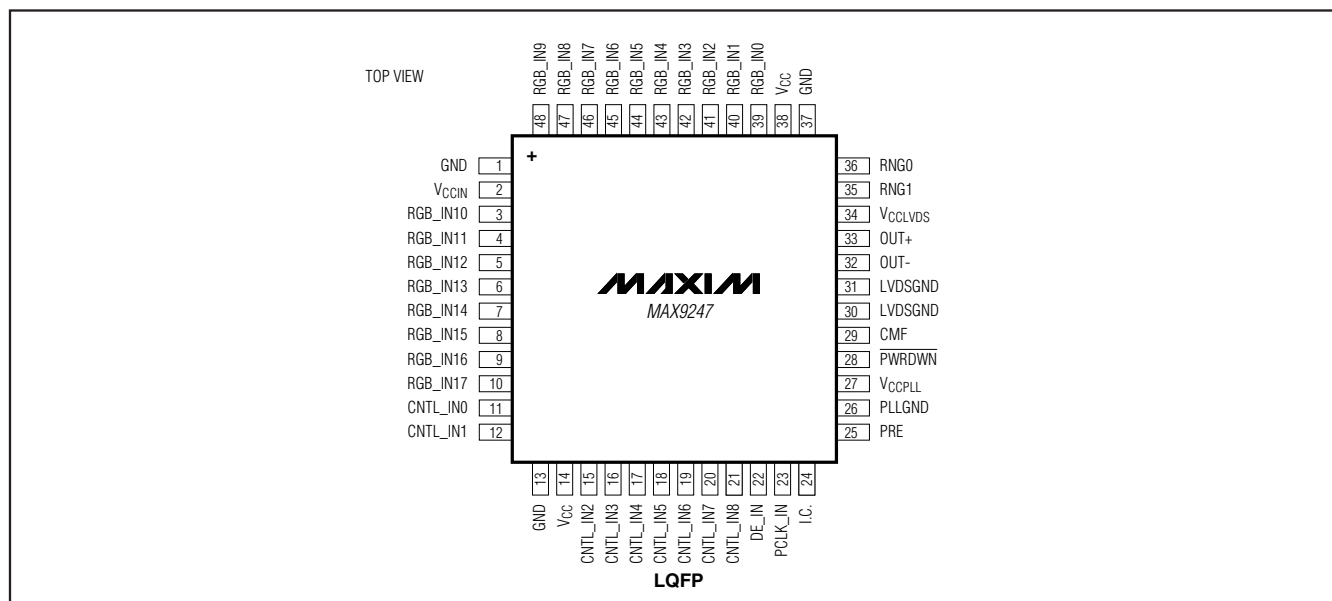 TOP VIEW
RGB_IN9
RGB_IN8
RGB_IN7
RGB_IN6
RGB_IN5
RGB_IN4
RGB_IN3
RGB_IN2
RGB_IN1
RGB_IN0
VCC
GND
48
47
46
45
44
43
42
41
40
39
38
37
+
GND 1
VCCIN 2
RGB_IN10 3
RGB_IN11 4
RGB_IN12 5
RGB_IN13 6
RGB_IN14 7
RGB_IN15 8
RGB_IN16 9
RGB_IN17 10
CNTL_IN0 11
CNTL_IN1 12
MAXIM
MAX9247
36 RNG0
35 RNG1
34 VCCLVDS
33 OUT+
32 OUT-
31 LVDSGND
30 LVDSGND
29 CMF
28 PWRDWN
27 VCCPLL
26 PLLGND
25 PRE
13
14
15
16
17
18
19
20
21
22
23
24
GND
VCC
CNTL_IN2
CNTL_IN3
CNTL_IN4
CNTL_IN5
CNTL_IN6
CNTL_IN7
CNTL_IN8
DE_IN
PCLK_IN
I.C.
LQFP